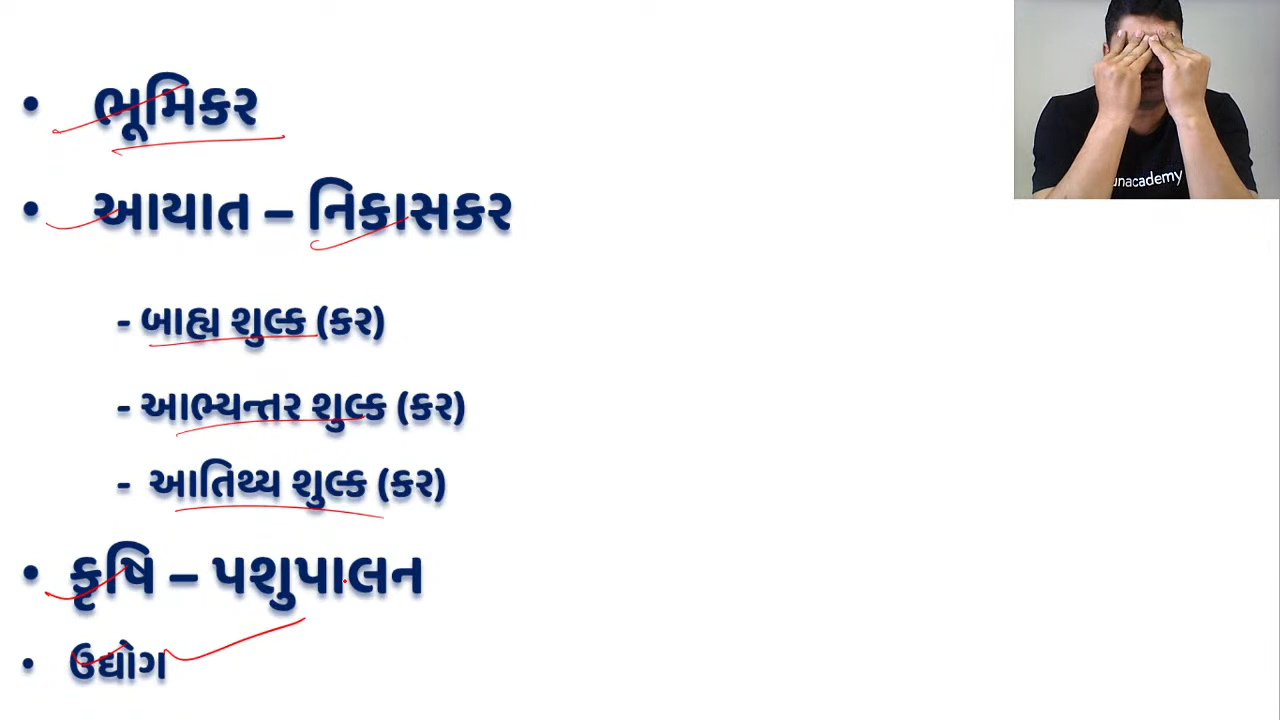 • ભૂમિકર
• આયાત – નિકાસકર
- બાહ્ય શુલ્ક (કર)
- આભ્યન્તર શુલ્ક (કર)
- આતિથ્ય શુલ્ક (કર)
• કૃષિ – પશુપાલન
• ઉદ્યોગ
unacademy